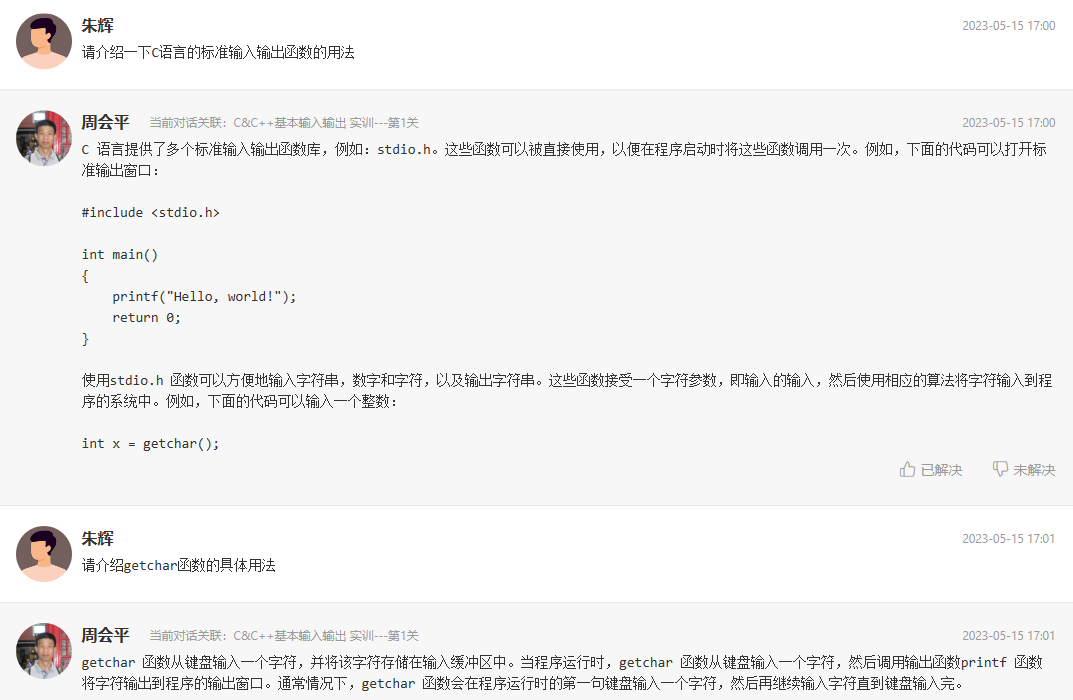 朱辉 2023-05-15 17:00
请介绍一下C语言的标准输入输出函数的用法
周会平 当前对话关联：C&C++基本输入输出 实训---第1关 2023-05-15 17:00
C 语言提供了多个标准输入输出函数库，例如：stdio.h。这些函数可以被直接使用，以便在程序启动时将这些函数调用一次。例如，下面的代码可以打开标
准输出窗口：
#include <stdio.h>
int main()
{
    printf("Hello, world!");
    return 0;
}
使用stdio.h 函数可以方便地输入字符串，数字和字符，以及输出字符串。这些函数接受一个字符参数，即输入的输入，然后使用相应的算法将字符输入到程
序的系统中。例如，下面的代码可以输入一个整数：
int x = getchar();
已解决 未解决
朱辉 2023-05-15 17:01
请介绍getchar函数的具体用法
周会平 当前对话关联：C&C++基本输入输出 实训---第1关 2023-05-15 17:01
getchar 函数从键盘输入一个字符，并将该字符存储在输入缓冲区中。当程序运行时，getchar 函数从键盘输入一个字符，然后调用输出函数printf 函数
将字符输出到程序的输出窗口。通常情况下，getchar 函数会在程序运行时的第一句键盘输入一个字符，然后再继续输入字符直到键盘输入完。